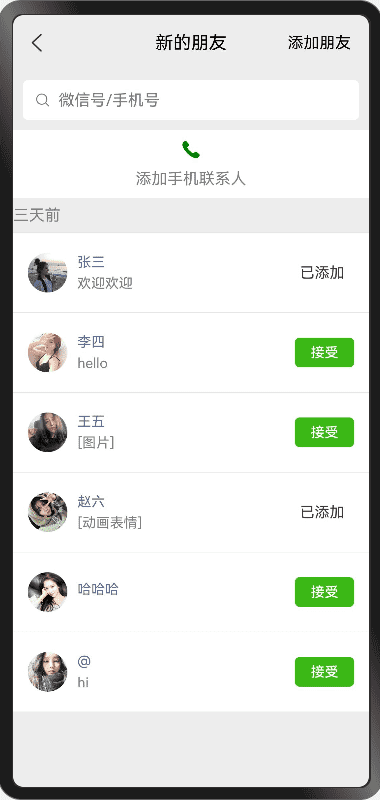 新的朋友 添加朋友
微信号/手机号
添加手机联系人
三天前
张三
欢迎欢迎
已添加
李四
hello
接受
王五
[图片]
接受
赵六
[动画表情]
已添加
哈哈哈
接受
@
hi
接受